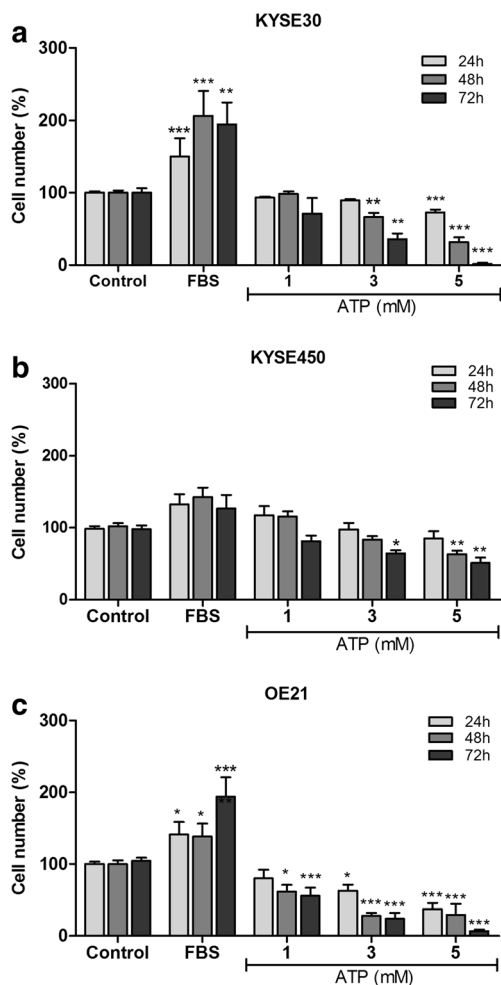 a
KYSE30
Cell number (%)
300
200
100
0
24h
48h
72h
***
***
**
**
**
***
***
***
Control
FBS
1
3
5
ATP (mM)
b
KYSE450
Cell number (%)
300
200
100
0
24h
48h
72h
*
**
**
Control
FBS
1
3
5
ATP (mM)
c
OE21
Cell number (%)
300
200
100
0
24h
48h
72h
*
*
***
**
*
***
*
***
***
***
***
***
Control
FBS
1
3
5
ATP (mM)